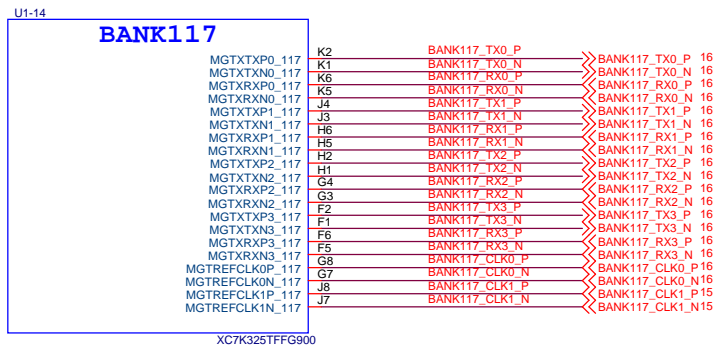 U1-14
BANK117
MGTXTXP0_117 K2 BANK117_TX0_P BANK117_TX0_P 16
MGTXTXN0_117 K1 BANK117_TX0_N BANK117_TX0_N 16
MGTXRXP0_117 K6 BANK117_RX0_P BANK117_RX0_P 16
MGTXRXN0_117 K5 BANK117_RX0_N BANK117_RX0_N 16
MGTXTXP1_117 J4 BANK117_TX1_P BANK117_TX1_P 16
MGTXTXN1_117 J3 BANK117_TX1_N BANK117_TX1_N 16
MGTXRXP1_117 H6 BANK117_RX1_P BANK117_RX1_P 16
MGTXRXN1_117 H5 BANK117_RX1_N BANK117_RX1_N 16
MGTXTXP2_117 H2 BANK117_TX2_P BANK117_TX2_P 16
MGTXTXN2_117 H1 BANK117_TX2_N BANK117_TX2_N 16
MGTXRXP2_117 G4 BANK117_RX2_P BANK117_RX2_P 16
MGTXRXN2_117 G3 BANK117_RX2_N BANK117_RX2_N 16
MGTXTXP3_117 F2 BANK117_TX3_P BANK117_TX3_P 16
MGTXTXN3_117 F1 BANK117_TX3_N BANK117_TX3_N 16
MGTXRXP3_117 F6 BANK117_RX3_P BANK117_RX3_P 16
MGTXRXN3_117 F5 BANK117_RX3_N BANK117_RX3_N 16
MGTREFCLK0P_117 G8 BANK117_CLK0_P BANK117_CLK0_P 16
MGTREFCLK0N_117 G7 BANK117_CLK0_N BANK117_CLK0_N 16
MGTREFCLK1P_117 J8 BANK117_CLK1_P BANK117_CLK1_P 15
MGTREFCLK1N_117 J7 BANK117_CLK1_N BANK117_CLK1_N 15
XC7K325TFFG900